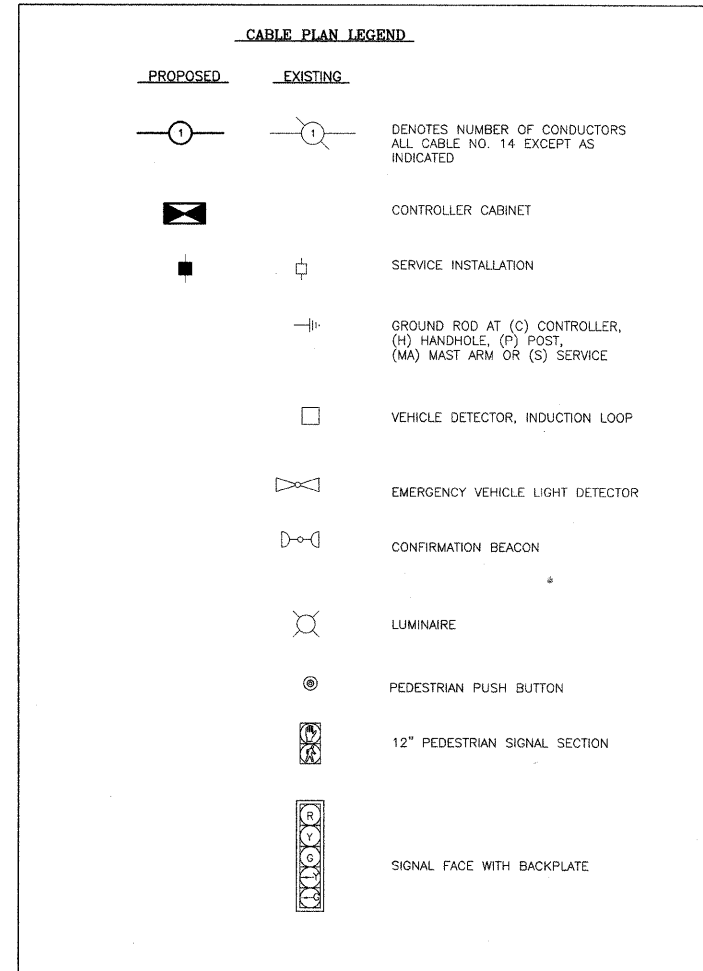 CABLE PLAN LEGEND
PROPOSED EXISTING
1 1 DENOTES NUMBER OF CONDUCTORS
ALL CABLE NO. 14 EXCEPT AS
INDICATED
CONTROLLER CABINET
SERVICE INSTALLATION
GROUND ROD AT (C) CONTROLLER,
(H) HANDHOLE, (P) POST,
(MA) MAST ARM OR (S) SERVICE
VEHICLE DETECTOR, INDUCTION LOOP
EMERGENCY VEHICLE LIGHT DETECTOR
CONFIRMATION BEACON
LUMINAIRE
PEDESTRIAN PUSH BUTTON
12" PEDESTRIAN SIGNAL SECTION
R
Y
G
Y
G
SIGNAL FACE WITH BACKPLATE